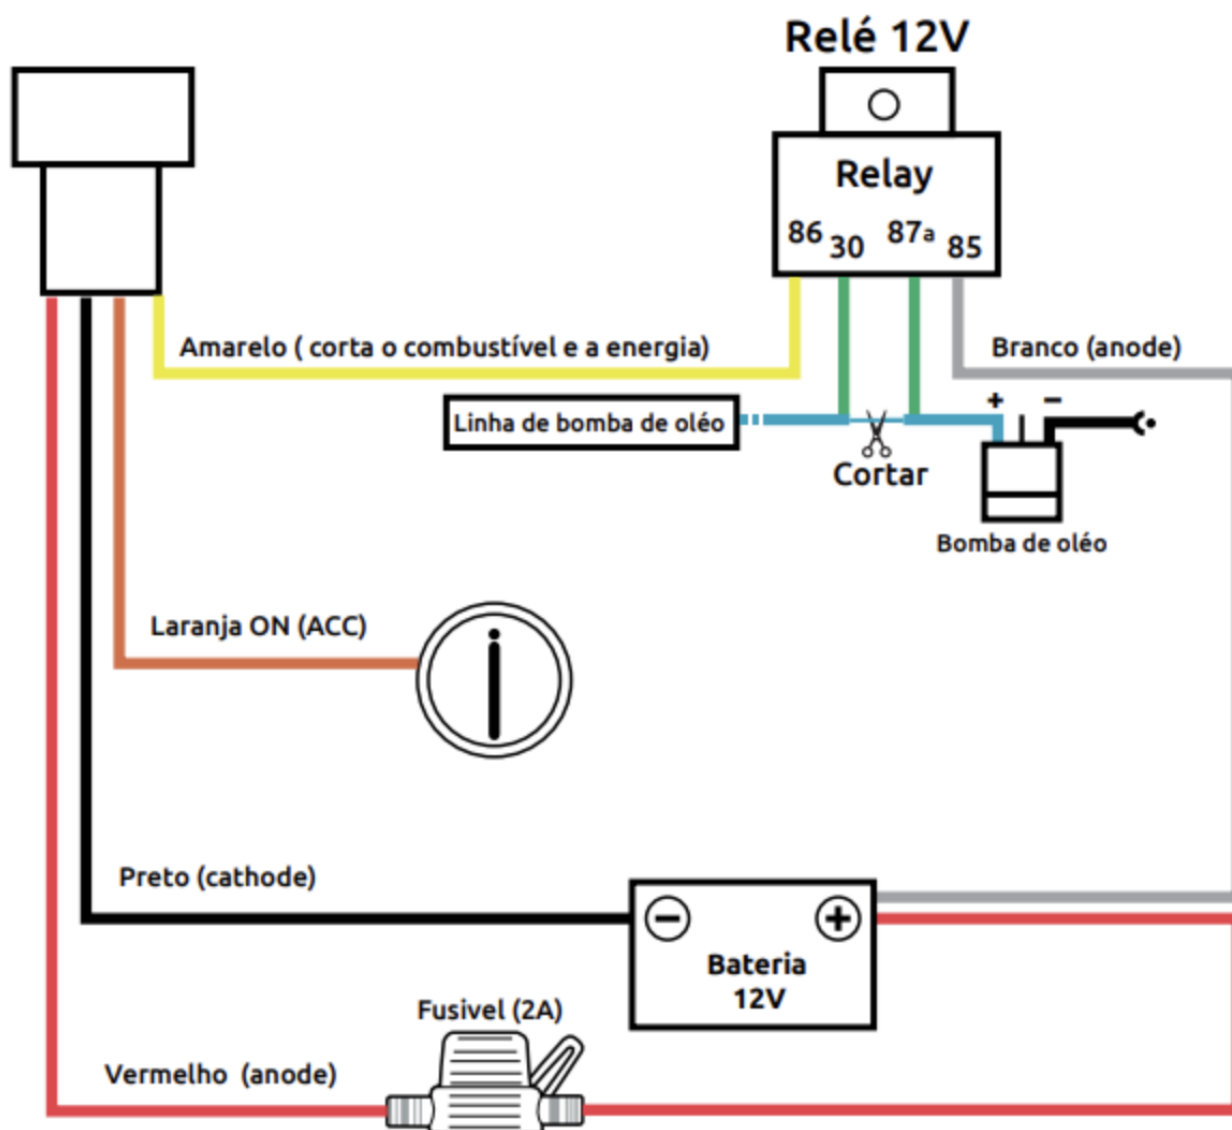 Relé 12V
Relay
86 30 87a 85
Amarelo ( corta o combustível e a energia)
Branco (anode)
+ −
Linha de bomba de oléo
Cortar
Bomba de oléo
Laranja ON (ACC)
Preto (cathode)
− +
Bateria
12V
Fusivel (2A)
Vermelho (anode)